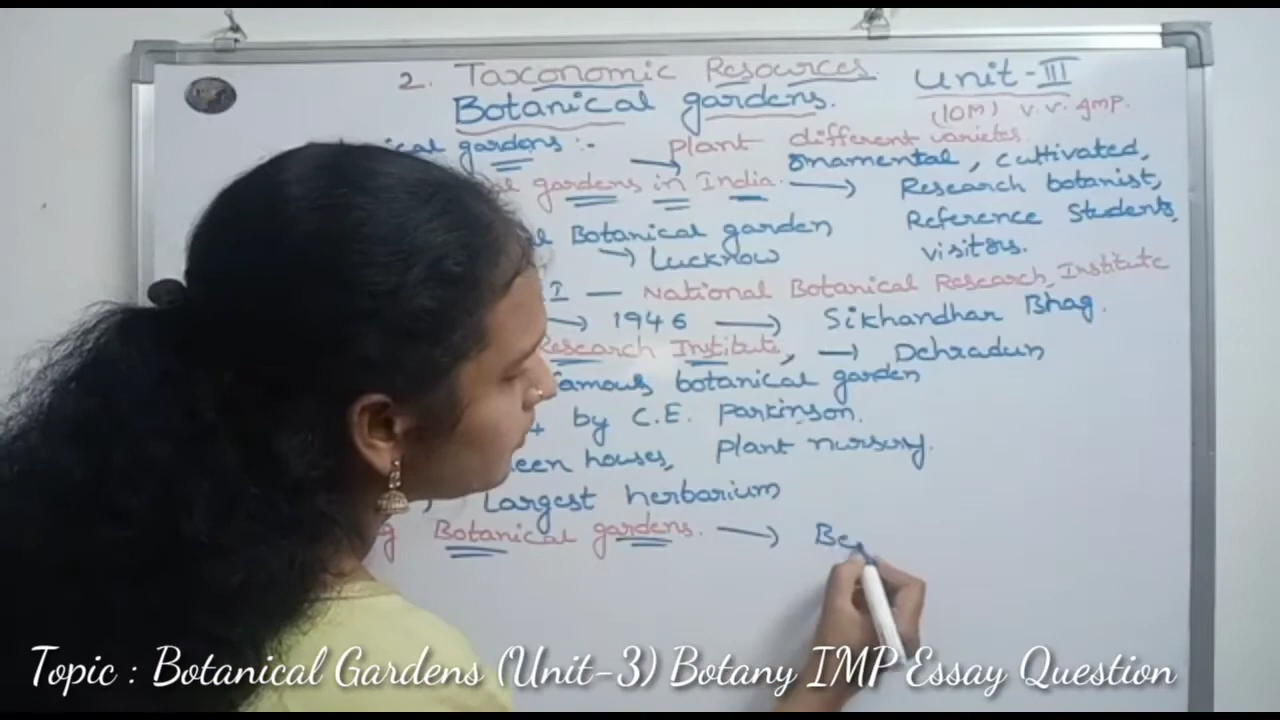 2. Taxonomic Resources Unit-III
Botanical gardens. (10M) V.V. Imp.
gardens :- Plant different varietes
ornamental, cultivated,
gardens in India → Research botanist,
Botanical garden Reference Students,
→ Lucknow visitors.
I — National Botanical Research Institute
→ 1946 → Sikhandhar Bhag.
Research Institute, → Dehradun
famous botanical garden
by C.E. Parkinson.
houses, plant nursery.
Largest herbarium
Botanical gardens. → Be
Topic : Botanical Gardens (Unit-3) Botany IMP Essay Question